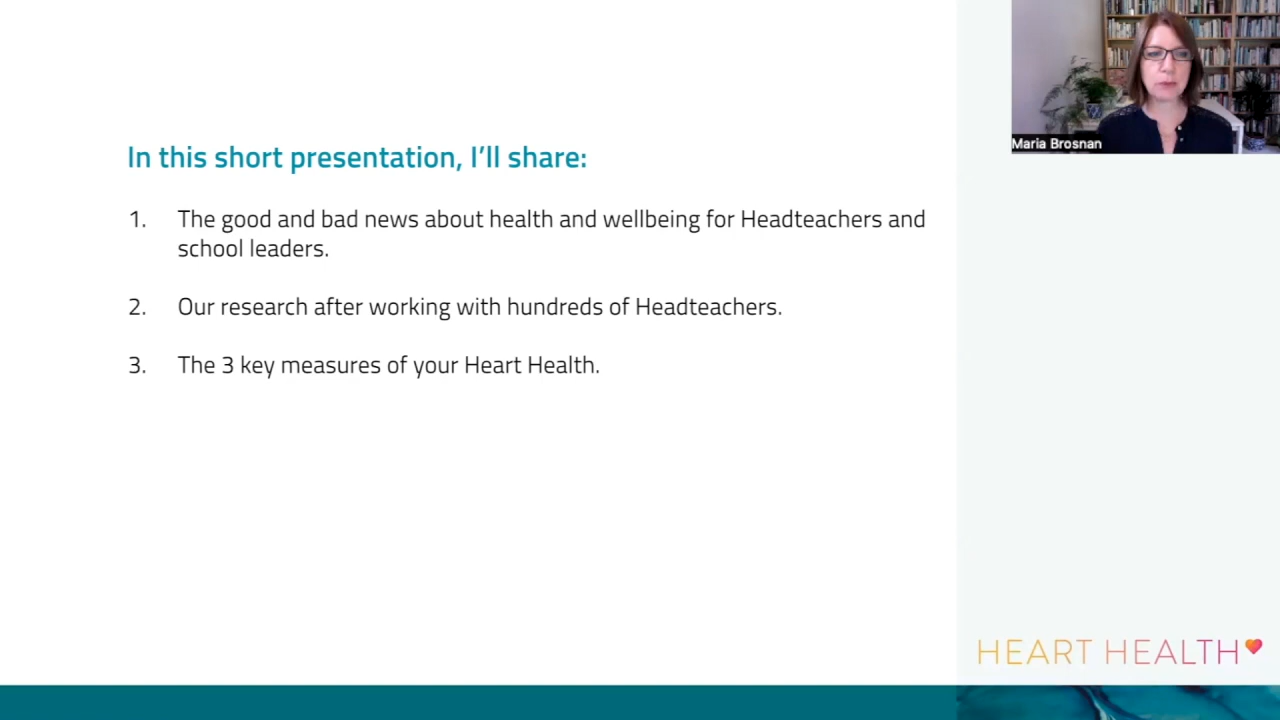 In this short presentation, I’ll share:
1. The good and bad news about health and wellbeing for Headteachers and
school leaders.
2. Our research after working with hundreds of Headteachers.
3. The 3 key measures of your Heart Health.
Maria Brosnan
HEART HEALTH